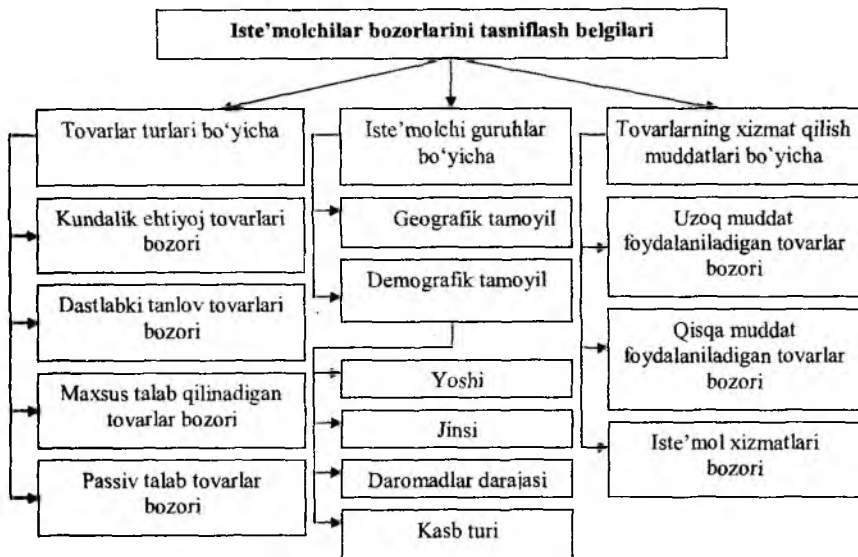 Iste’molchilar bozorlarini tasniflash belgilari
Tovarlar turlari bo‘yicha
Kundalik ehtiyoj tovarlari
bozori
Dastlabki tanlov tovarlari
bozori
Maxsus talab qilinadigan
tovarlar bozori
Passiv talab tovarlar
bozori
Iste’molchi guruhlar
bo‘yicha
Geografik tamoyil
Demografik tamoyil
Yoshi
Jinsi
Daromadlar darajasi
Kasb turi
Tovarlarning xizmat qilish
muddatlari bo‘yicha
Uzoq muddat
foydalaniladigan tovarlar
bozori
Qisqa muddat
foydalaniladigan tovarlar
bozori
Iste’mol xizmatlari
bozori